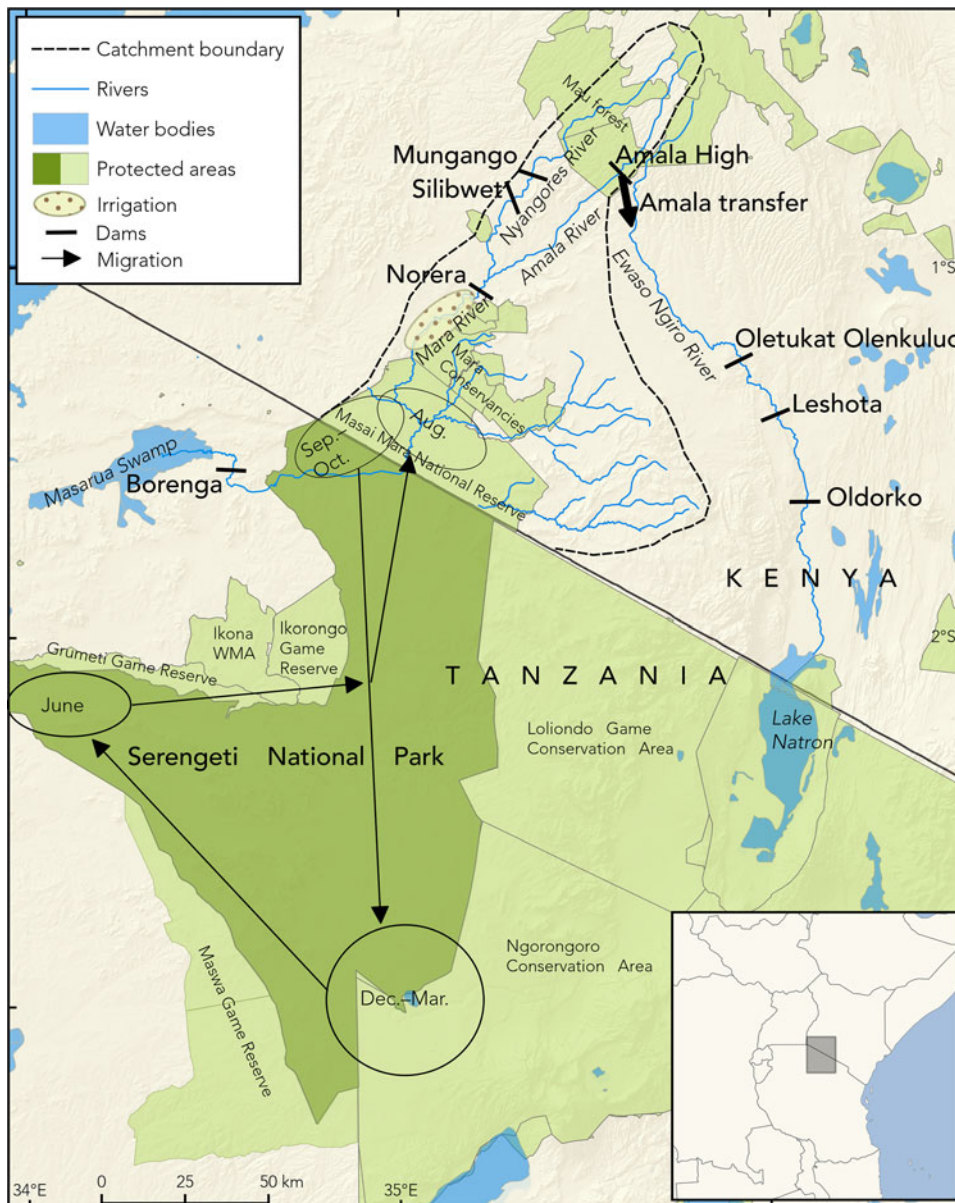 Catchment boundary
Rivers
Water bodies
Protected areas
Irrigation
Dams
Migration
Mau forest
Mungango
Silibwet
Nyangores River
Amala High
Amala transfer
Amala River
Norera
Ewaso Ngiro River
1°S
Mara River
Mara
Conservancies
Oletukat Olenkuluo
Leshota
Aug.
Sep.–
Oct.
Masai Mara National Reserve
Masarua Swamp
Borenga
Oldorko
KENYA
Ikona
WMA
Ikorongo
Game
Reserve
Grumeti Game Reserve
2°S
TANZANIA
June
Serengeti National Park
Loliondo Game
Conservation Area
Lake
Natron
Ngorongoro
Conservation Area
Dec.–Mar.
Maswa Game Reserve
34°E
0 25 50 km
35°E